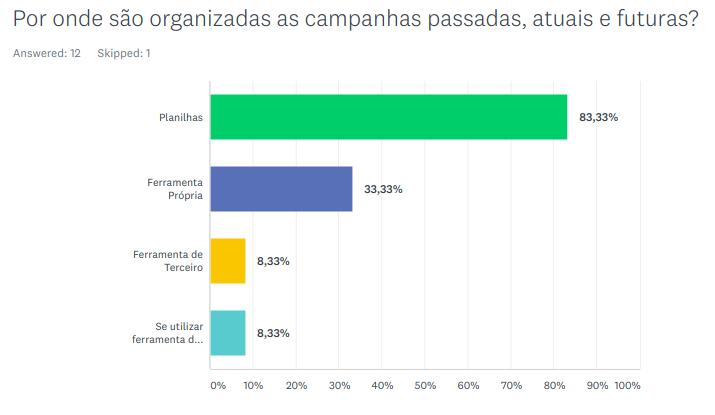 Por onde são organizadas as campanhas passadas, atuais e futuras?
Answered: 12 Skipped: 1
Planilhas
83,33%
Ferramenta
Própria
33,33%
Ferramenta de
Terceiro
8,33%
Se utilizar
ferramenta d...
8,33%
0% 10% 20% 30% 40% 50% 60% 70% 80% 90% 100%